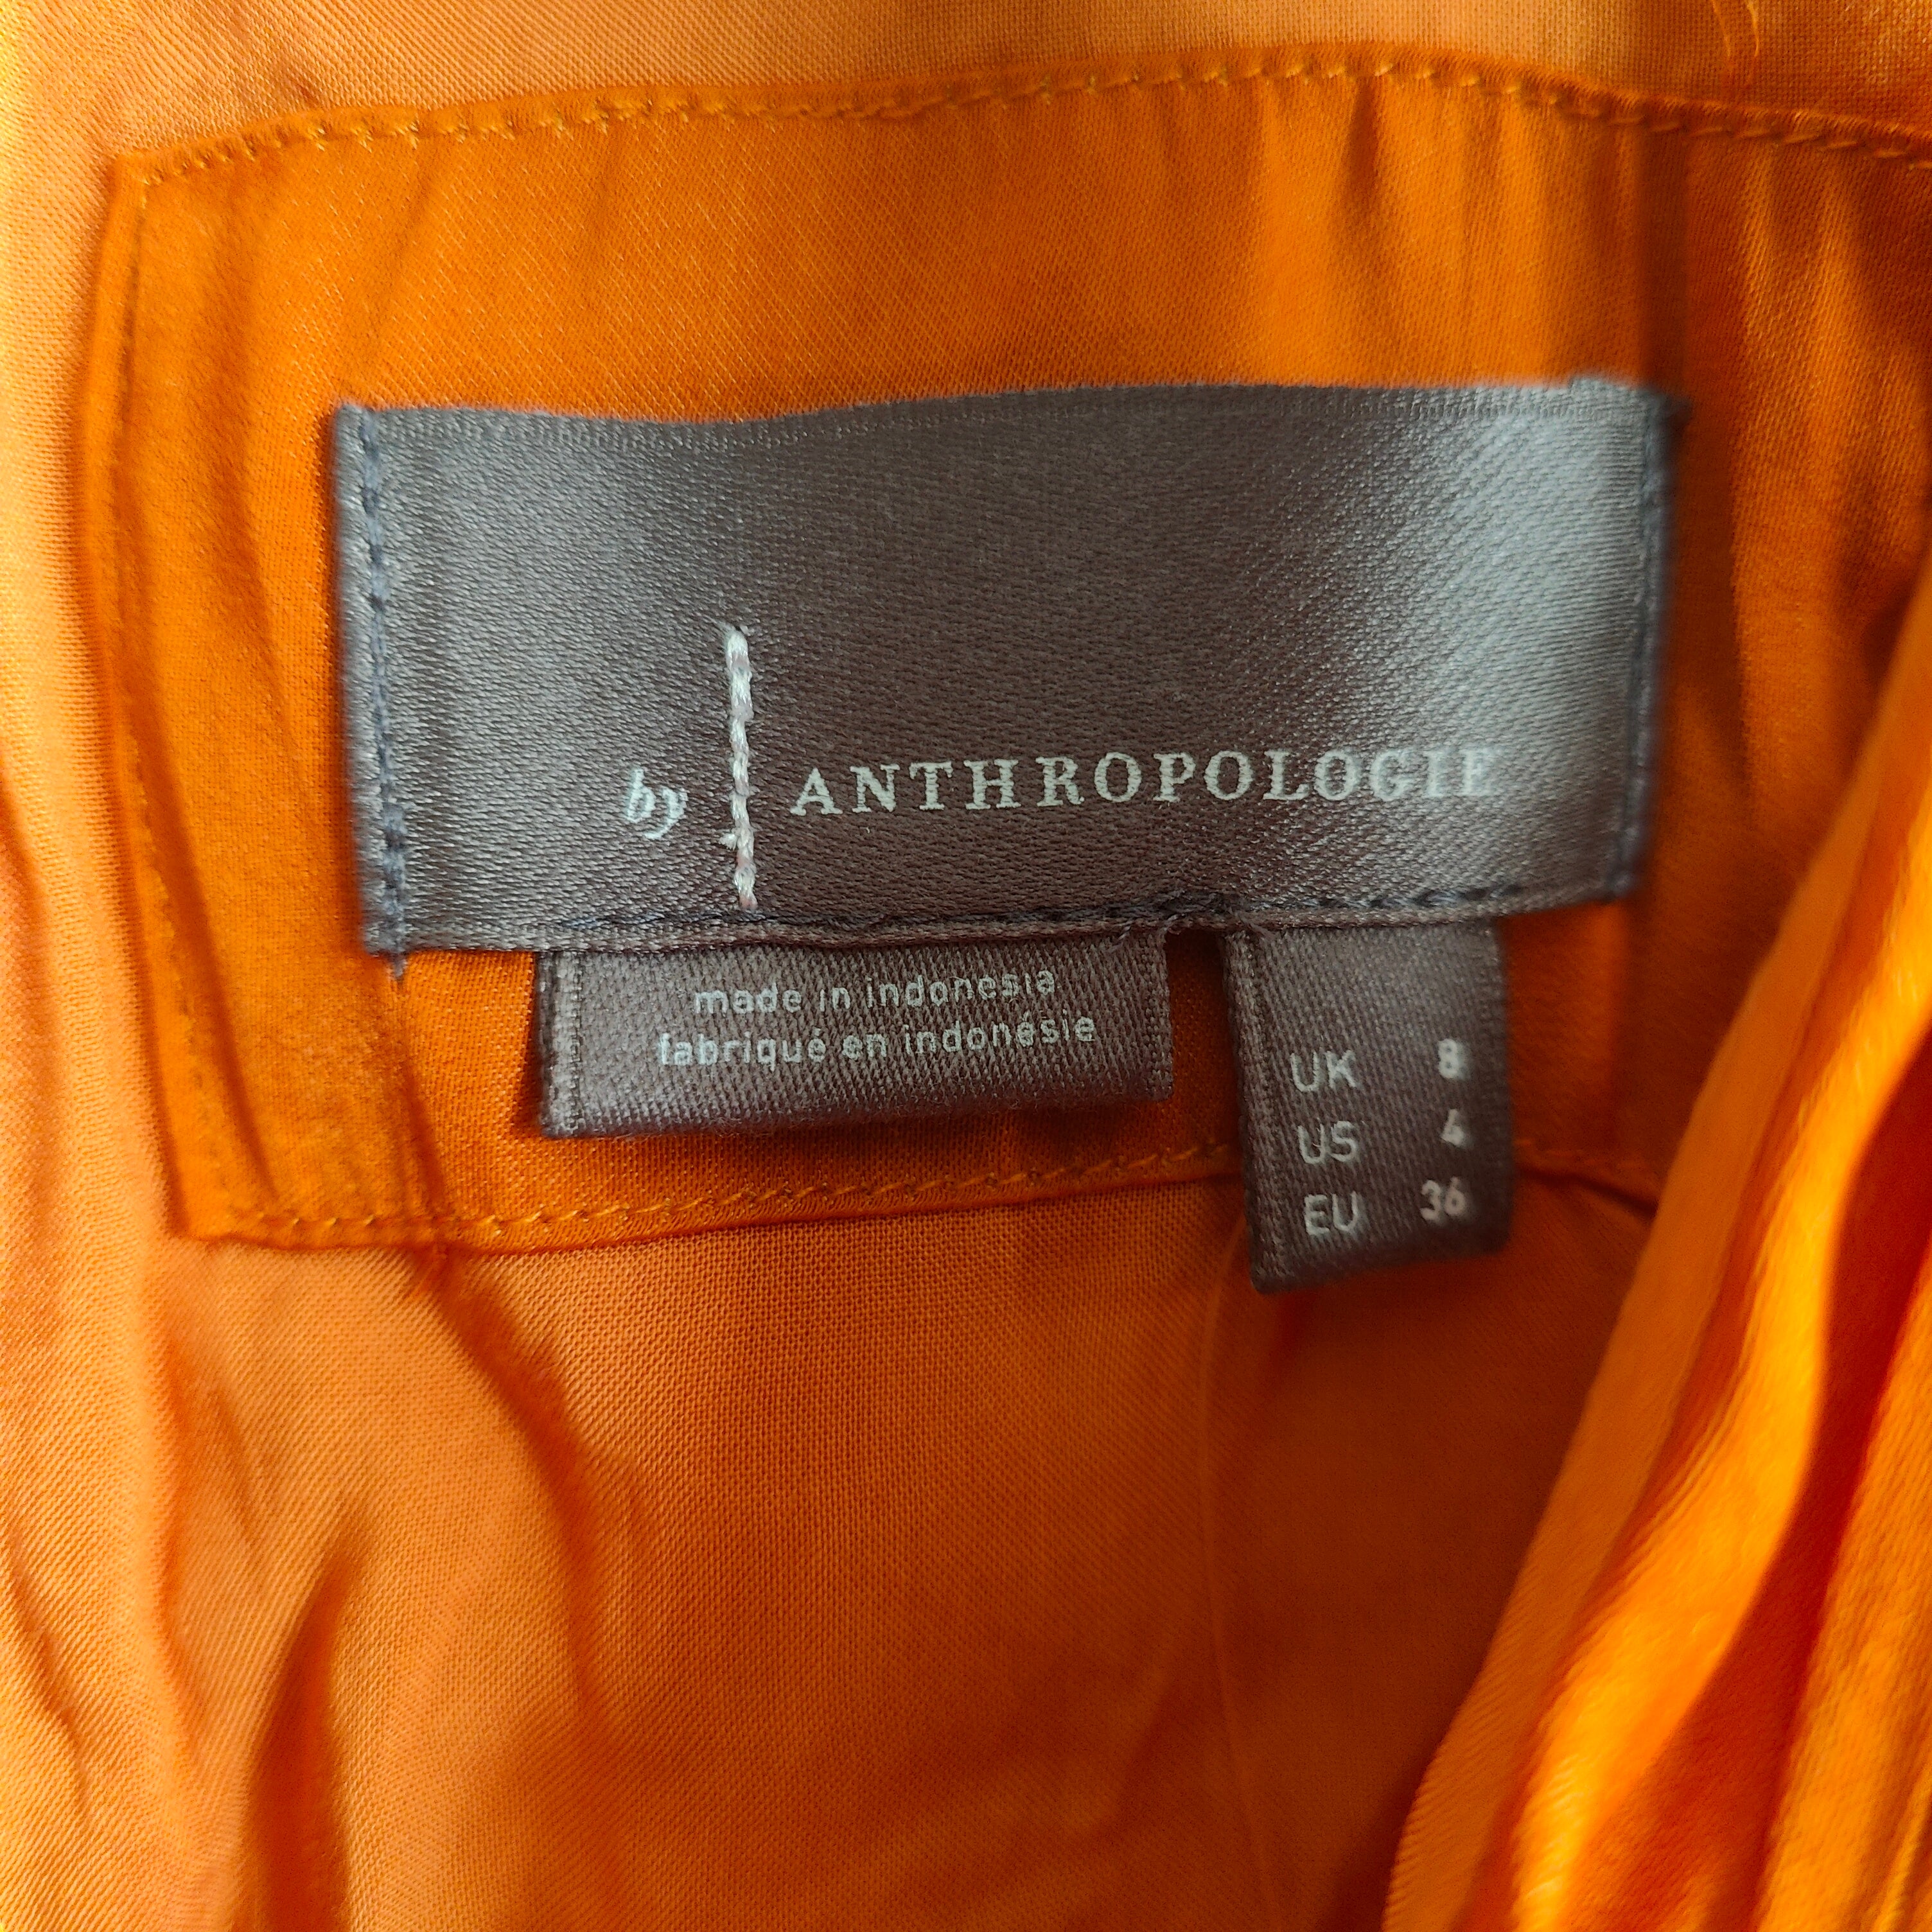 by ANTHROPOLOGIE
made in indonesia
fabriqué en indonésie
UK 8
US 4
EU 36